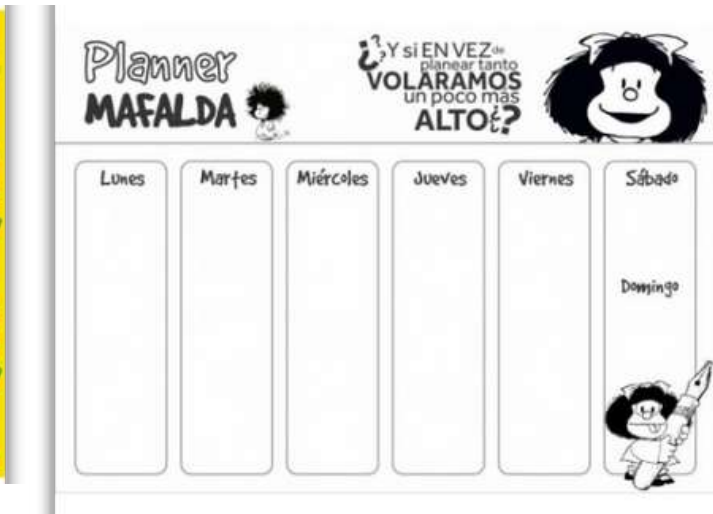 Planner
MAFALDA
¿? Y si EN VEZ de
planear tanto
VOLARAMOS
un poco más
ALTO¿?
Lunes
Martes
Miércoles
Jueves
Viernes
Sábado
Domingo